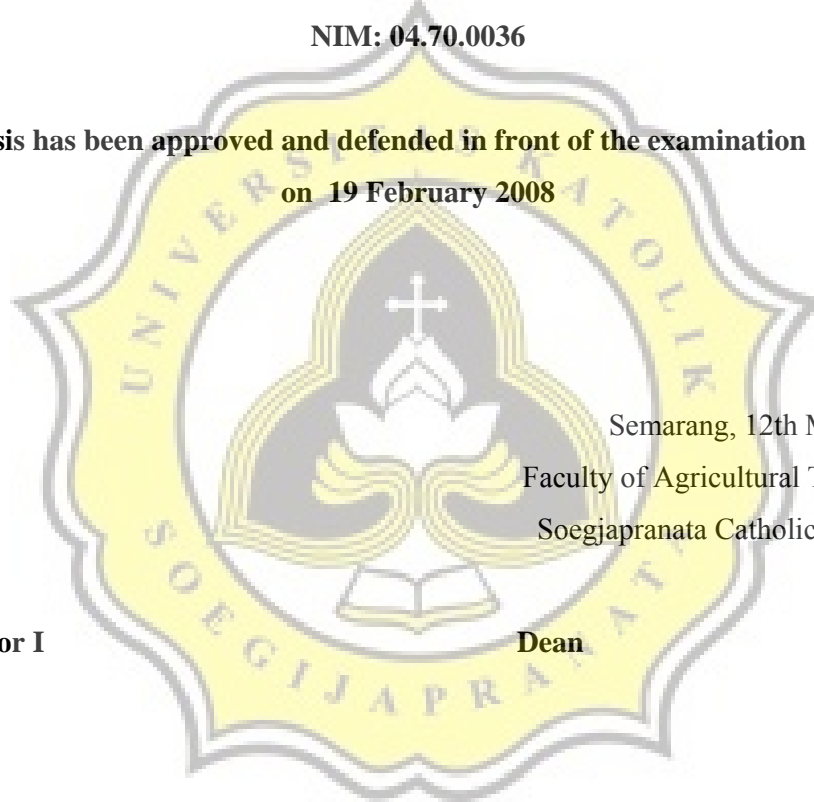 NIM: 04.70.0036
sis has been approved and defended in front of the examination
on 19 February 2008
UNIVERSITAS KATOLIK
Semarang, 12th M
Faculty of Agricultural T
Soegjapranata Catholic
or I Dean
SOEGIJAPRANATA